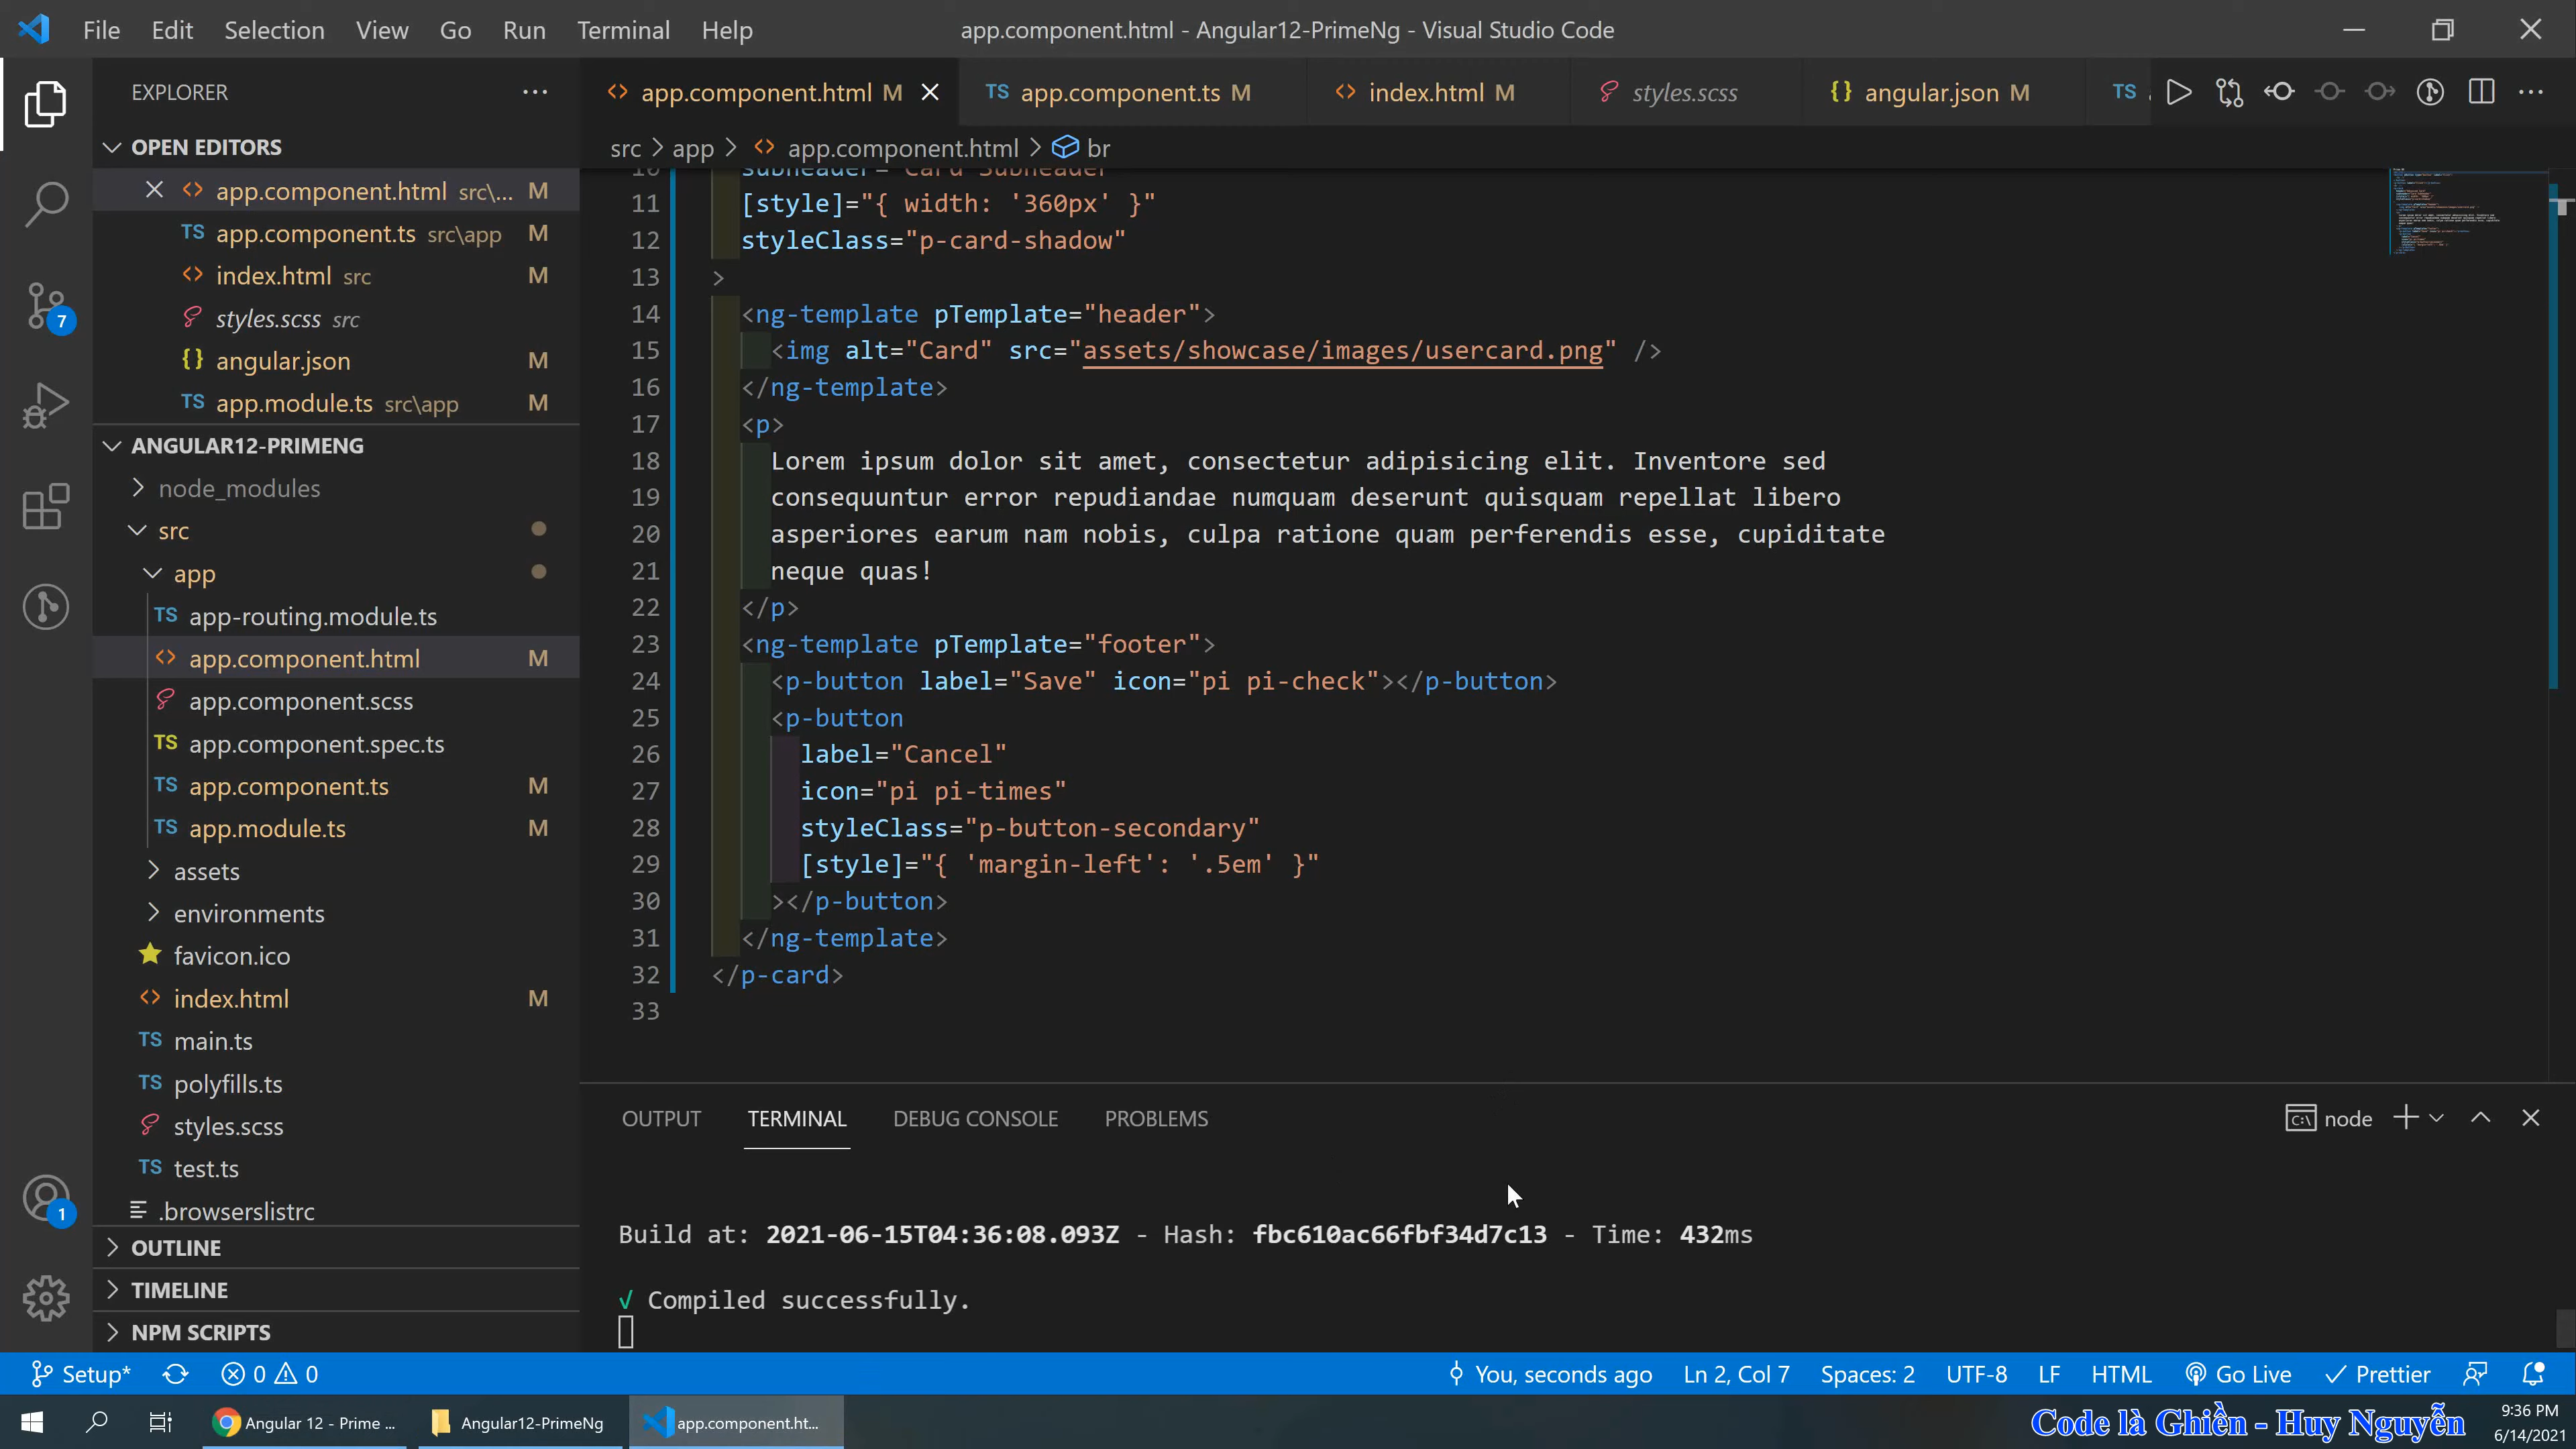 File Edit Selection View Go Run Terminal Help
app.component.html - Angular12-PrimeNg - Visual Studio Code
EXPLORER
OPEN EDITORS
app.component.html src\... M
app.component.ts src\app M
index.html src M
styles.scss src
angular.json M
app.module.ts src\app M
ANGULAR12-PRIMENG
node_modules
src
app
app-routing.module.ts
app.component.html M
app.component.scss
app.component.spec.ts
app.component.ts M
app.module.ts M
assets
environments
favicon.ico
index.html M
main.ts
polyfills.ts
styles.scss
test.ts
.browserslistrc
OUTLINE
TIMELINE
NPM SCRIPTS
7
1
app.component.html M
TS app.component.ts M
index.html M
styles.scss
{} angular.json M
TS
src > app > app.component.html > br
10 subheader="Card Subheader"
11 [style]="{ width: '360px' }"
12 styleClass="p-card-shadow"
13 >
14 <ng-template pTemplate="header">
15 <img alt="Card" src="assets/showcase/images/usercard.png" />
16 </ng-template>
17 <p>
18 Lorem ipsum dolor sit amet, consectetur adipisicing elit. Inventore sed
19 consequuntur error repudiandae numquam deserunt quisquam repellat libero
20 asperiores earum nam nobis, culpa ratione quam perferendis esse, cupiditate
21 neque quas!
22 </p>
23 <ng-template pTemplate="footer">
24 <p-button label="Save" icon="pi pi-check"></p-button>
25 <p-button
26 label="Cancel"
27 icon="pi pi-times"
28 styleClass="p-button-secondary"
29 [style]="{ 'margin-left': '.5em' }"
30 ></p-button>
31 </ng-template>
32 </p-card>
33
OUTPUT TERMINAL DEBUG CONSOLE PROBLEMS
node
Build at: 2021-06-15T04:36:08.093Z - Hash: fbc610ac66fbf34d7c13 - Time: 432ms
√ Compiled successfully.
Setup* 0 0
You, seconds ago Ln 2, Col 7 Spaces: 2 UTF-8 LF HTML Go Live Prettier
Angular 12 - Prime ...
Angular12-PrimeNg
app.component.ht...
Code là Ghiền - Huy Nguyễn
9:36 PM
6/14/2021